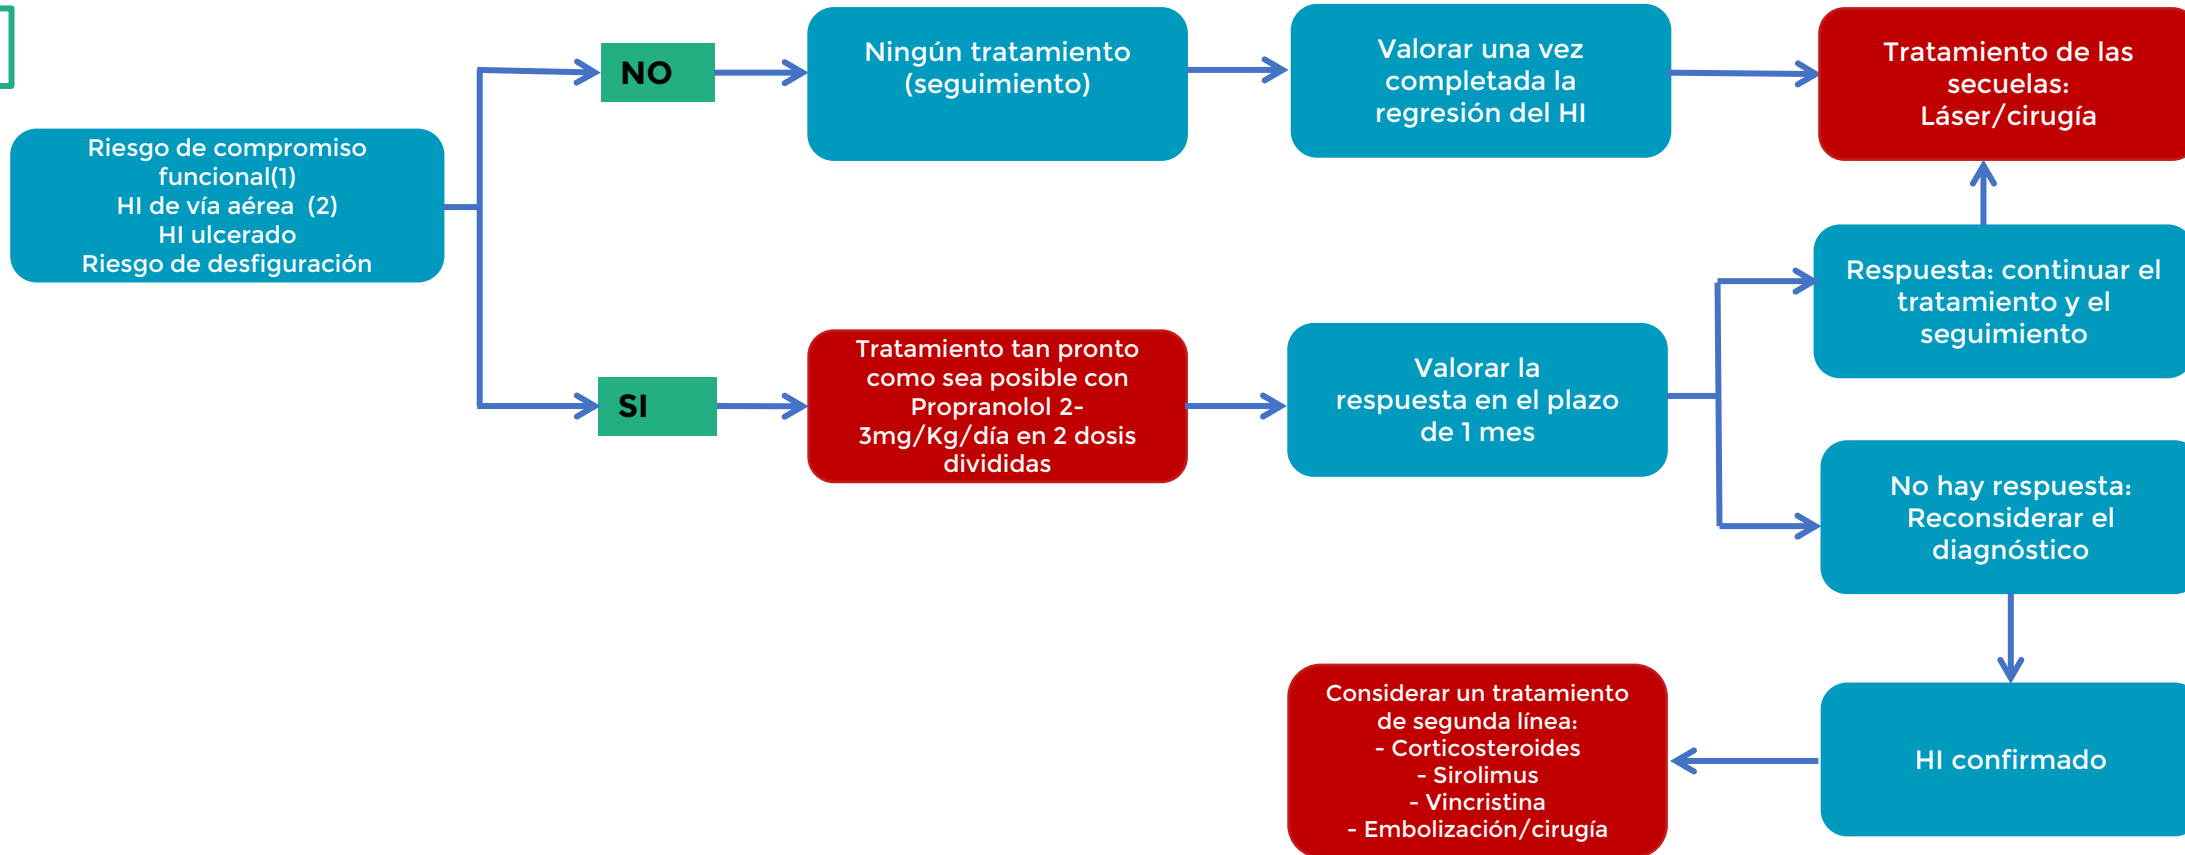 Riesgo de compromiso
funcional(1)
HI de vía aérea (2)
HI ulcerado
Riesgo de desfiguración
NO
Ningún tratamiento
(seguimiento)
Valorar una vez
completada la
regresión del HI
Tratamiento de las
secuelas:
Láser/cirugía
SI
Tratamiento tan pronto
como sea posible con
Propranolol 2-
3mg/Kg/día en 2 dosis
divididas
Valorar la
respuesta en el plazo
de 1 mes
Respuesta: continuar el
tratamiento y el
seguimiento
No hay respuesta:
Reconsiderar el
diagnóstico
HI confirmado
Considerar un tratamiento
de segunda línea:
- Corticosteroides
- Sirolimus
- Vincristina
- Embolización/cirugía